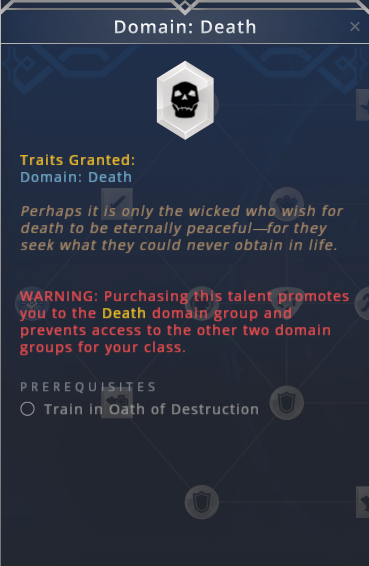 Domain: Death
Traits Granted:
Domain: Death
Perhaps it is only the wicked who wish for
death to be eternally peaceful—for they
seek what they could never obtain in life.
WARNING: Purchasing this talent promotes
you to the Death domain group and
prevents access to the other two domain
groups for your class.
PREREQUISITES
Train in Oath of Destruction